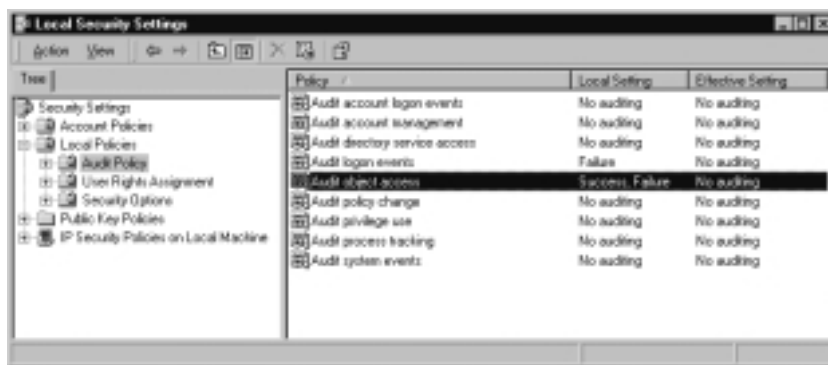 Local Security Settings
Action View
Tree
Security Settings
Account Policies
Local Policies
Audit Policy
User Rights Assignment
Security Options
Public Key Policies
IP Security Policies on Local Machine
Policy Local Setting Effective Setting
Audit account logon events No auditing No auditing
Audit account management No auditing No auditing
Audit directory service access No auditing No auditing
Audit logon events Failure No auditing
Audit object access Success, Failure No auditing
Audit policy change No auditing No auditing
Audit privilege use No auditing No auditing
Audit process tracking No auditing No auditing
Audit system events No auditing No auditing